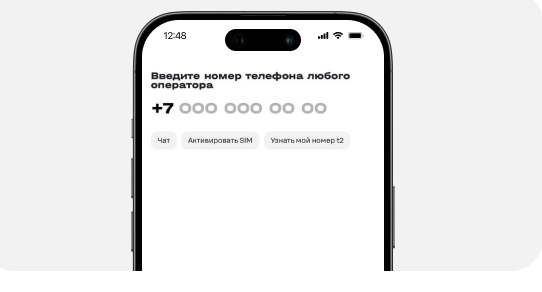 12:48
Введите номер телефона любого
оператора
+7 000 000 00 00
Чат
Активировать SIM
Узнать мой номер t2